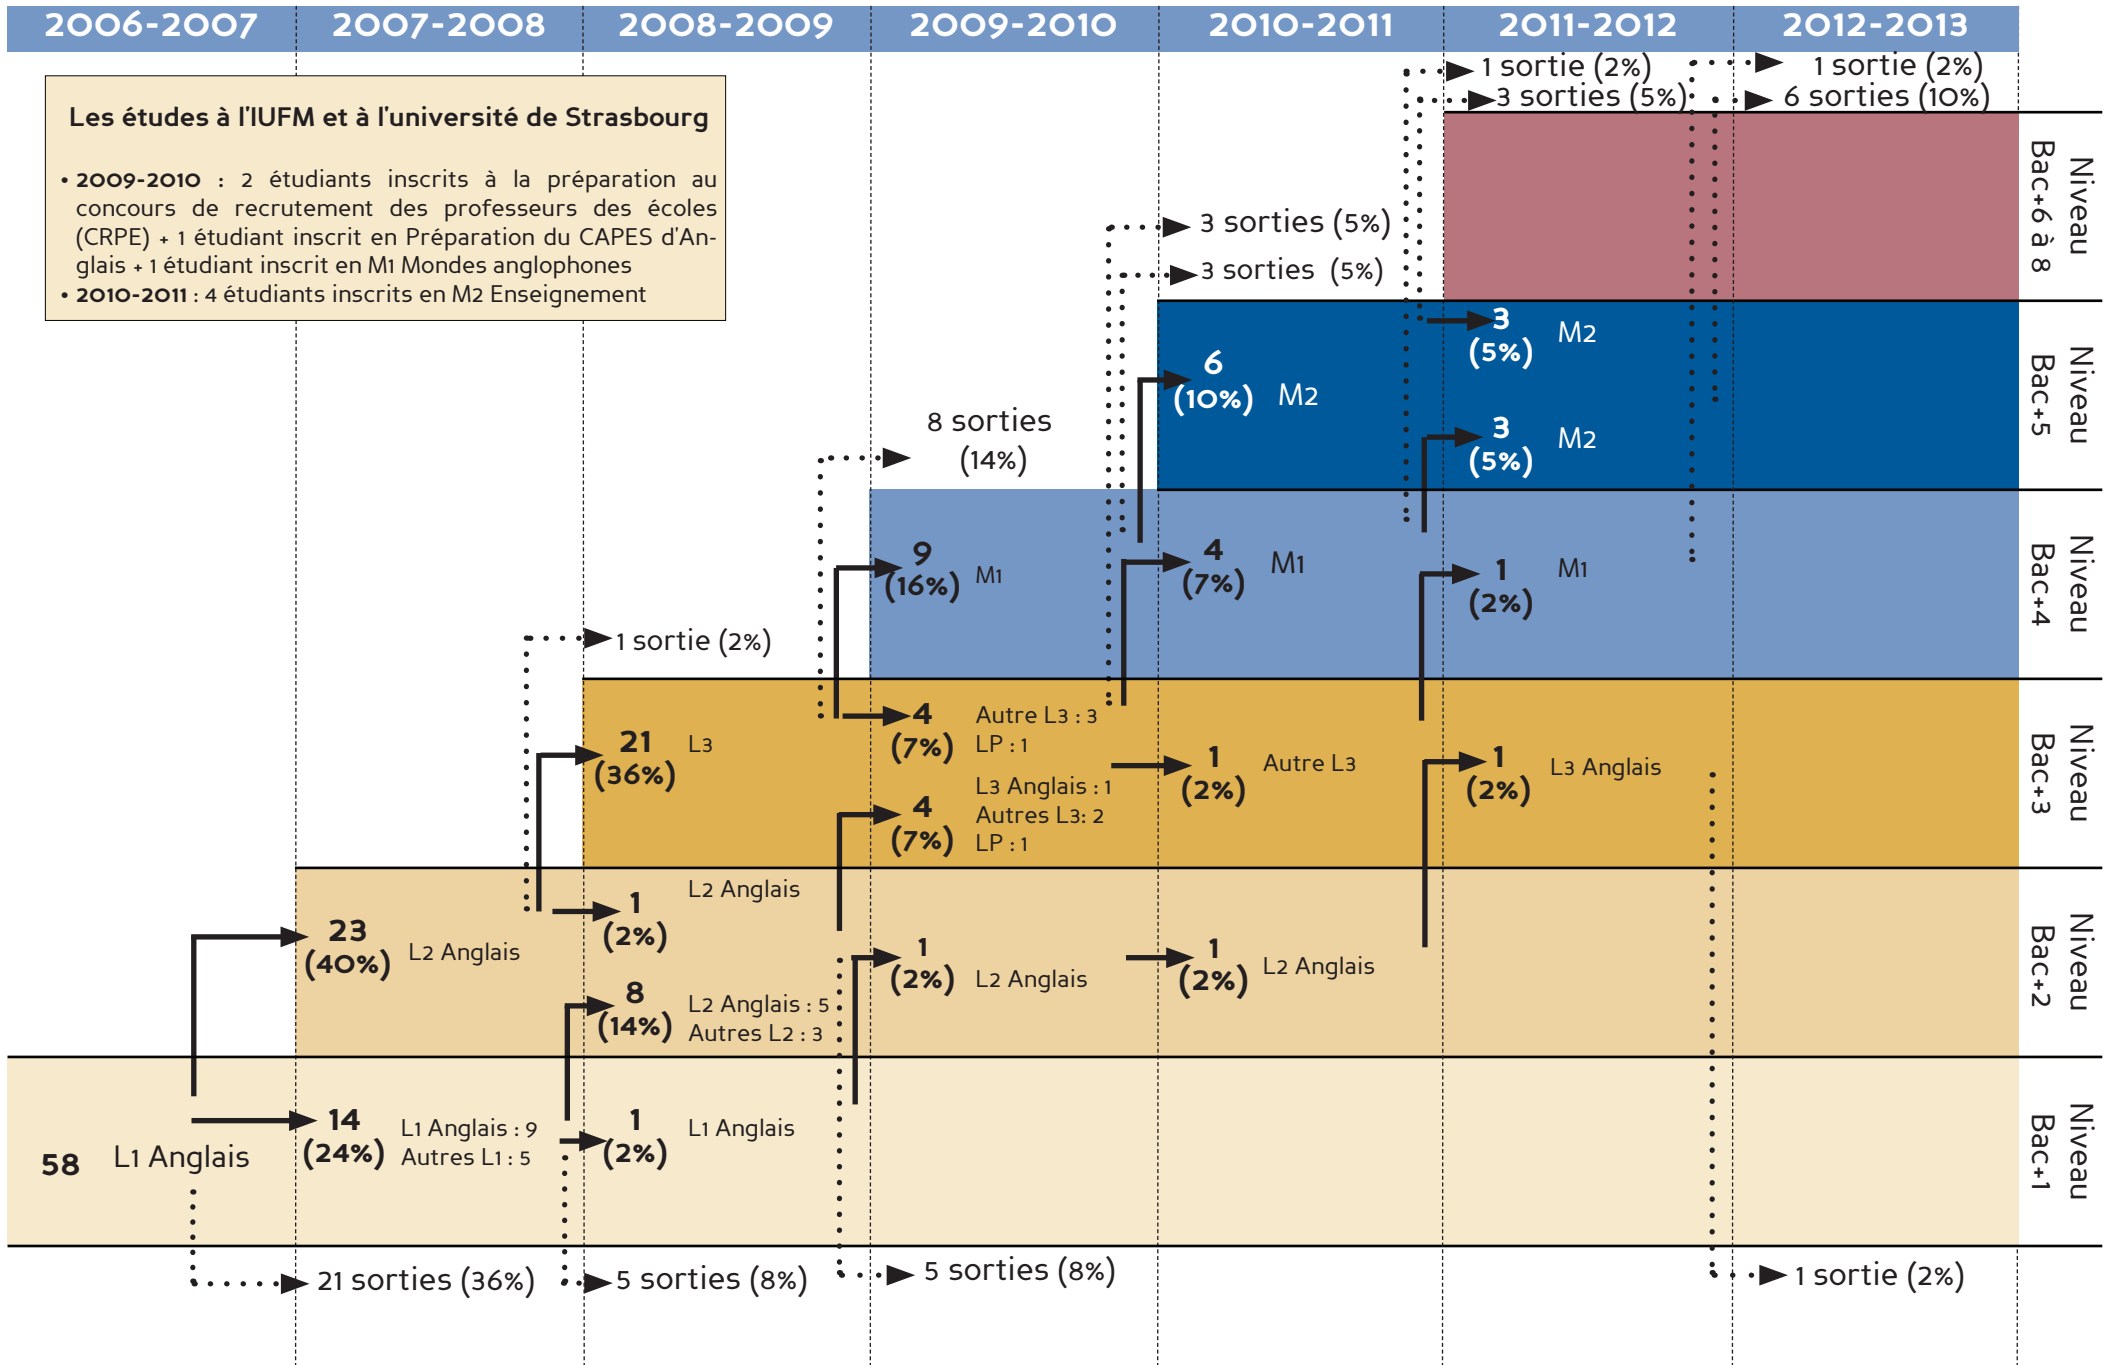 2006-2007 2007-2008 2008-2009 2009-2010 2010-2011 2011-2012 2012-2013
Les études à l'IUFM et à l'université de Strasbourg
• 2009-2010 : 2 étudiants inscrits à la préparation au
concours de recrutement des professeurs des écoles
(CRPE) + 1 étudiant inscrit en Préparation du CAPES d'An-
glais + 1 étudiant inscrit en M1 Mondes anglophones
• 2010-2011 : 4 étudiants inscrits en M2 Enseignement
1 sortie (2%)
3 sorties (5%)
1 sortie (2%)
6 sorties (10%)
Niveau
Bac+6 à 8
3 sorties (5%)
3 sorties (5%)
6
(10%) M2
3
(5%) M2
3
(5%) M2
Niveau
Bac+5
8 sorties
(14%)
9
(16%) M1
4
(7%) M1
1
(2%) M1
Niveau
Bac+4
1 sortie (2%)
21
(36%) L3
4
(7%)
Autre L3 : 3
LP : 1
4
(7%)
L3 Anglais : 1
Autres L3: 2
LP : 1
1
(2%) Autre L3
1
(2%) L3 Anglais
Niveau
Bac+3
23
(40%) L2 Anglais
1
(2%) L2 Anglais
8
(14%)
L2 Anglais : 5
Autres L2 : 3
1
(2%) L2 Anglais
1
(2%) L2 Anglais
Niveau
Bac+2
58 L1 Anglais
14
(24%)
L1 Anglais : 9
Autres L1 : 5
1
(2%) L1 Anglais
Niveau
Bac+1
21 sorties (36%)
5 sorties (8%)
5 sorties (8%)
1 sortie (2%)